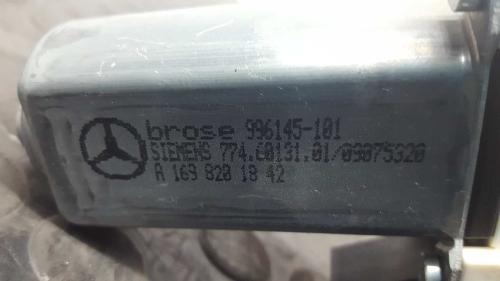 brose 996145-101
SIEMENS 774.60131.01/09075320
A 169 820 18 42